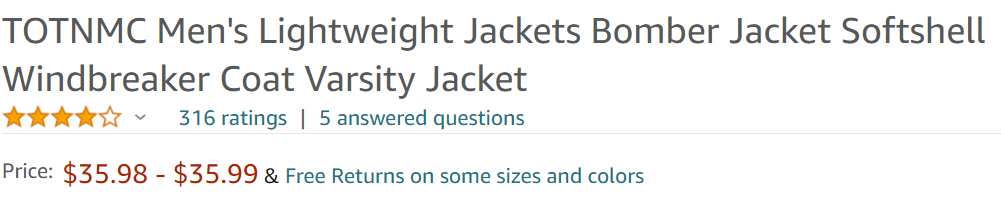 TOTNMC Men's Lightweight Jackets Bomber Jacket Softshell
Windbreaker Coat Varsity Jacket
316 ratings | 5 answered questions
Price: $35.98 - $35.99 & Free Returns on some sizes and colors